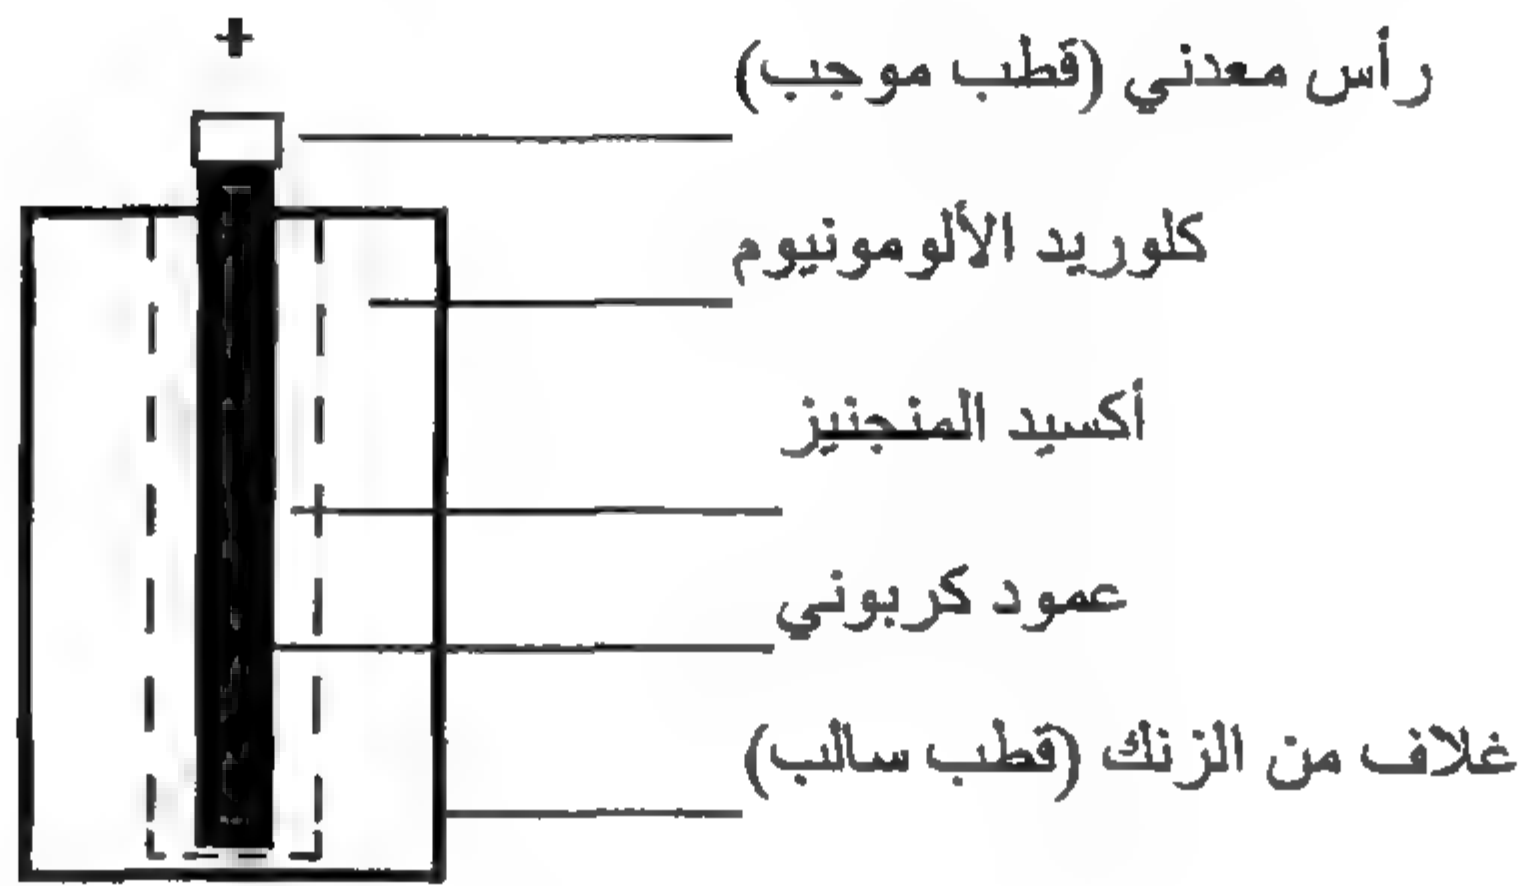 +
رأس معدني (قطب موجب)
كلوريد الألومونيوم
أكسيد المنجنيز
عمود كربوني
غلاف من الزنك (قطب سالب)